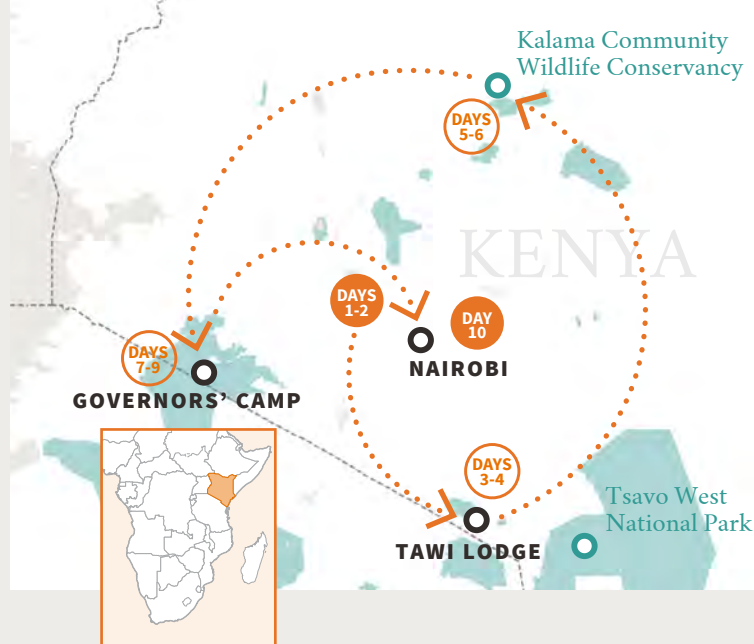 Kalama Community
Wildlife Conservancy
DAYS
5-6
KENYA
DAYS
1-2
DAY
10
DAYS
7-9
NAIROBI
GOVERNORS’ CAMP
DAYS
3-4
Tsavo West
National Park
TAWI LODGE